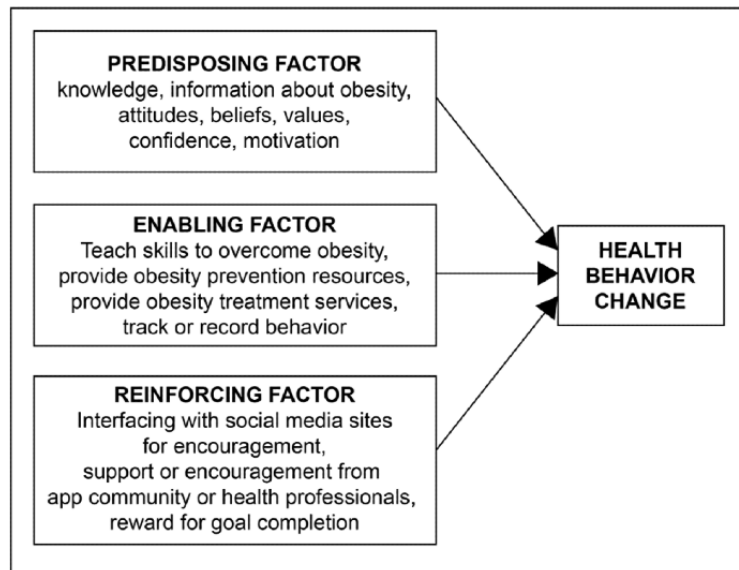 PREDISPOSING FACTOR
knowledge, information about obesity,
attitudes, beliefs, values,
confidence, motivation
ENABLING FACTOR
Teach skills to overcome obesity,
provide obesity prevention resources,
provide obesity treatment services,
track or record behavior
REINFORCING FACTOR
Interfacing with social media sites
for encouragement,
support or encouragement from
app community or health professionals,
reward for goal completion
HEALTH
BEHAVIOR
CHANGE